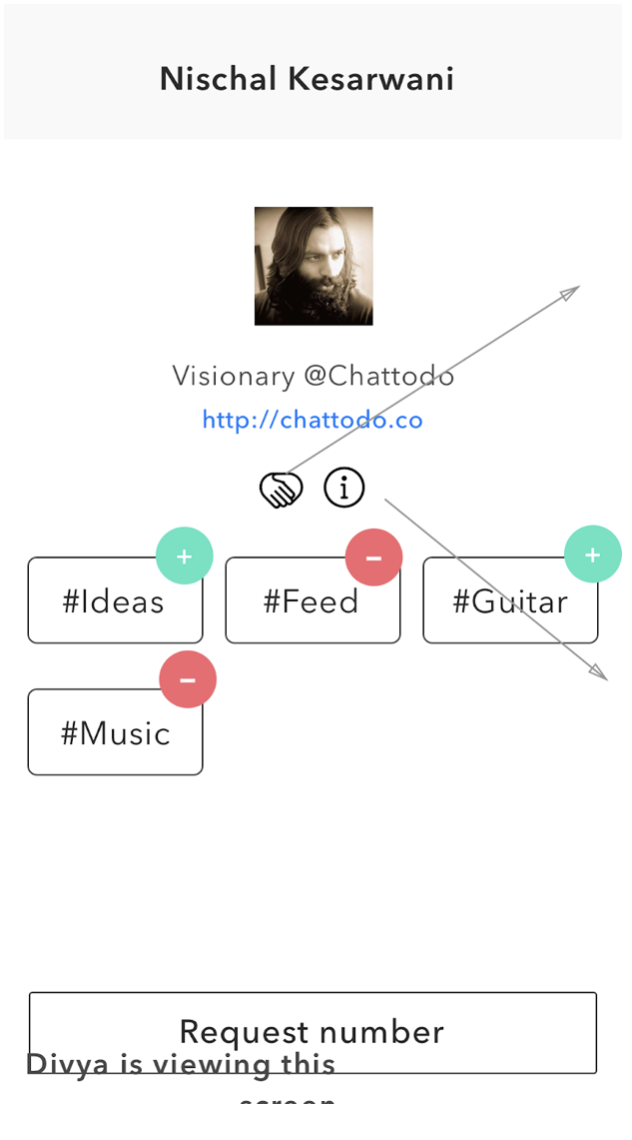 Nischal Kesarwani
Visionary @Chattodo
http://chattodo.co
#Ideas
#Feed
#Guitar
#Music
Request number
Divya is viewing this
screen